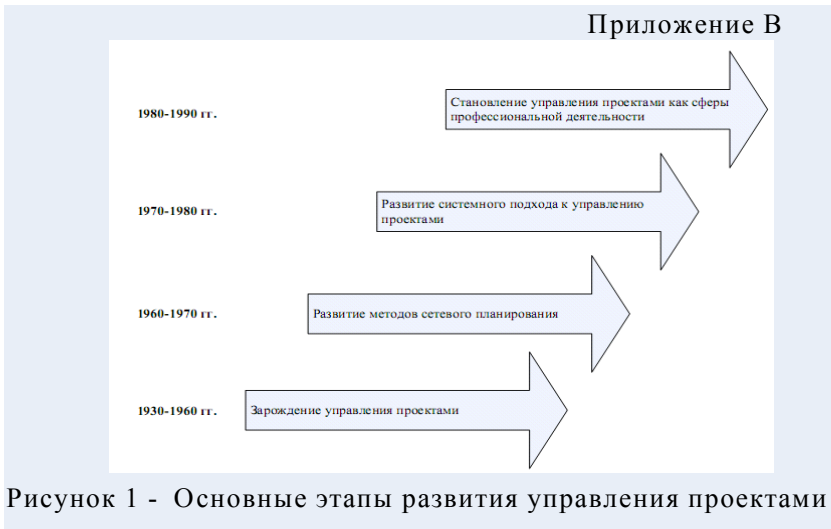 Приложение В
1980-1990 гг.
Становление управления проектами как сферы
профессиональной деятельности
1970-1980 гг.
Развитие системного подхода к управлению
проектами
1960-1970 гг.
Развитие методов сетевого планирования
1930-1960 гг.
Зарождение управления проектами
Рисунок 1 - Основные этапы развития управления проектами